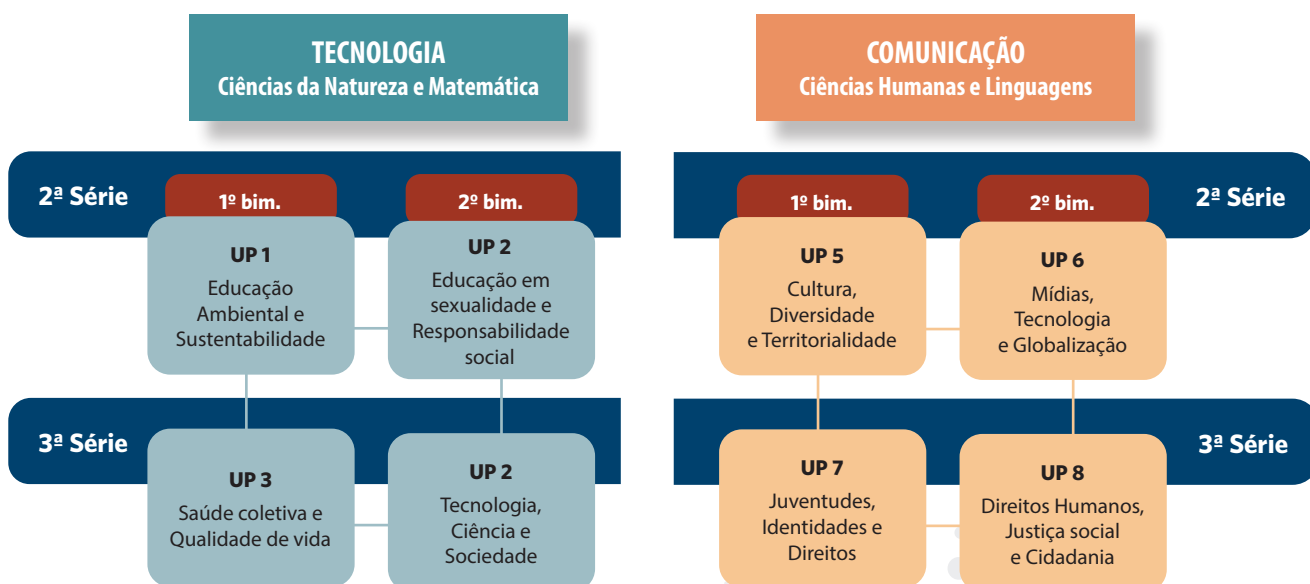 TECNOLOGIA
Ciências da Natureza e Matemática
2ª Série
1º bim.
2º bim.
UP 1
Educação
Ambiental e
Sustentabilidade
UP 2
Educação em
sexualidade e
Responsabilidade
social
3ª Série
UP 3
Saúde coletiva e
Qualidade de vida
UP 2
Tecnologia,
Ciência e
Sociedade
COMUNICAÇÃO
Ciências Humanas e Linguagens
1º bim.
2º bim.
2ª Série
UP 5
Cultura,
Diversidade
e Territorialidade
UP 6
Mídias,
Tecnologia
e Globalização
3ª Série
UP 7
Juventudes,
Identidades e
Direitos
UP 8
Direitos Humanos,
Justiça social
e Cidadania